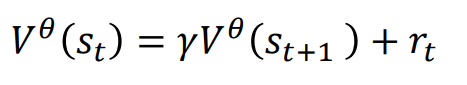 V^θ(s_t) = γV^θ(s_{t+1}) + r_t